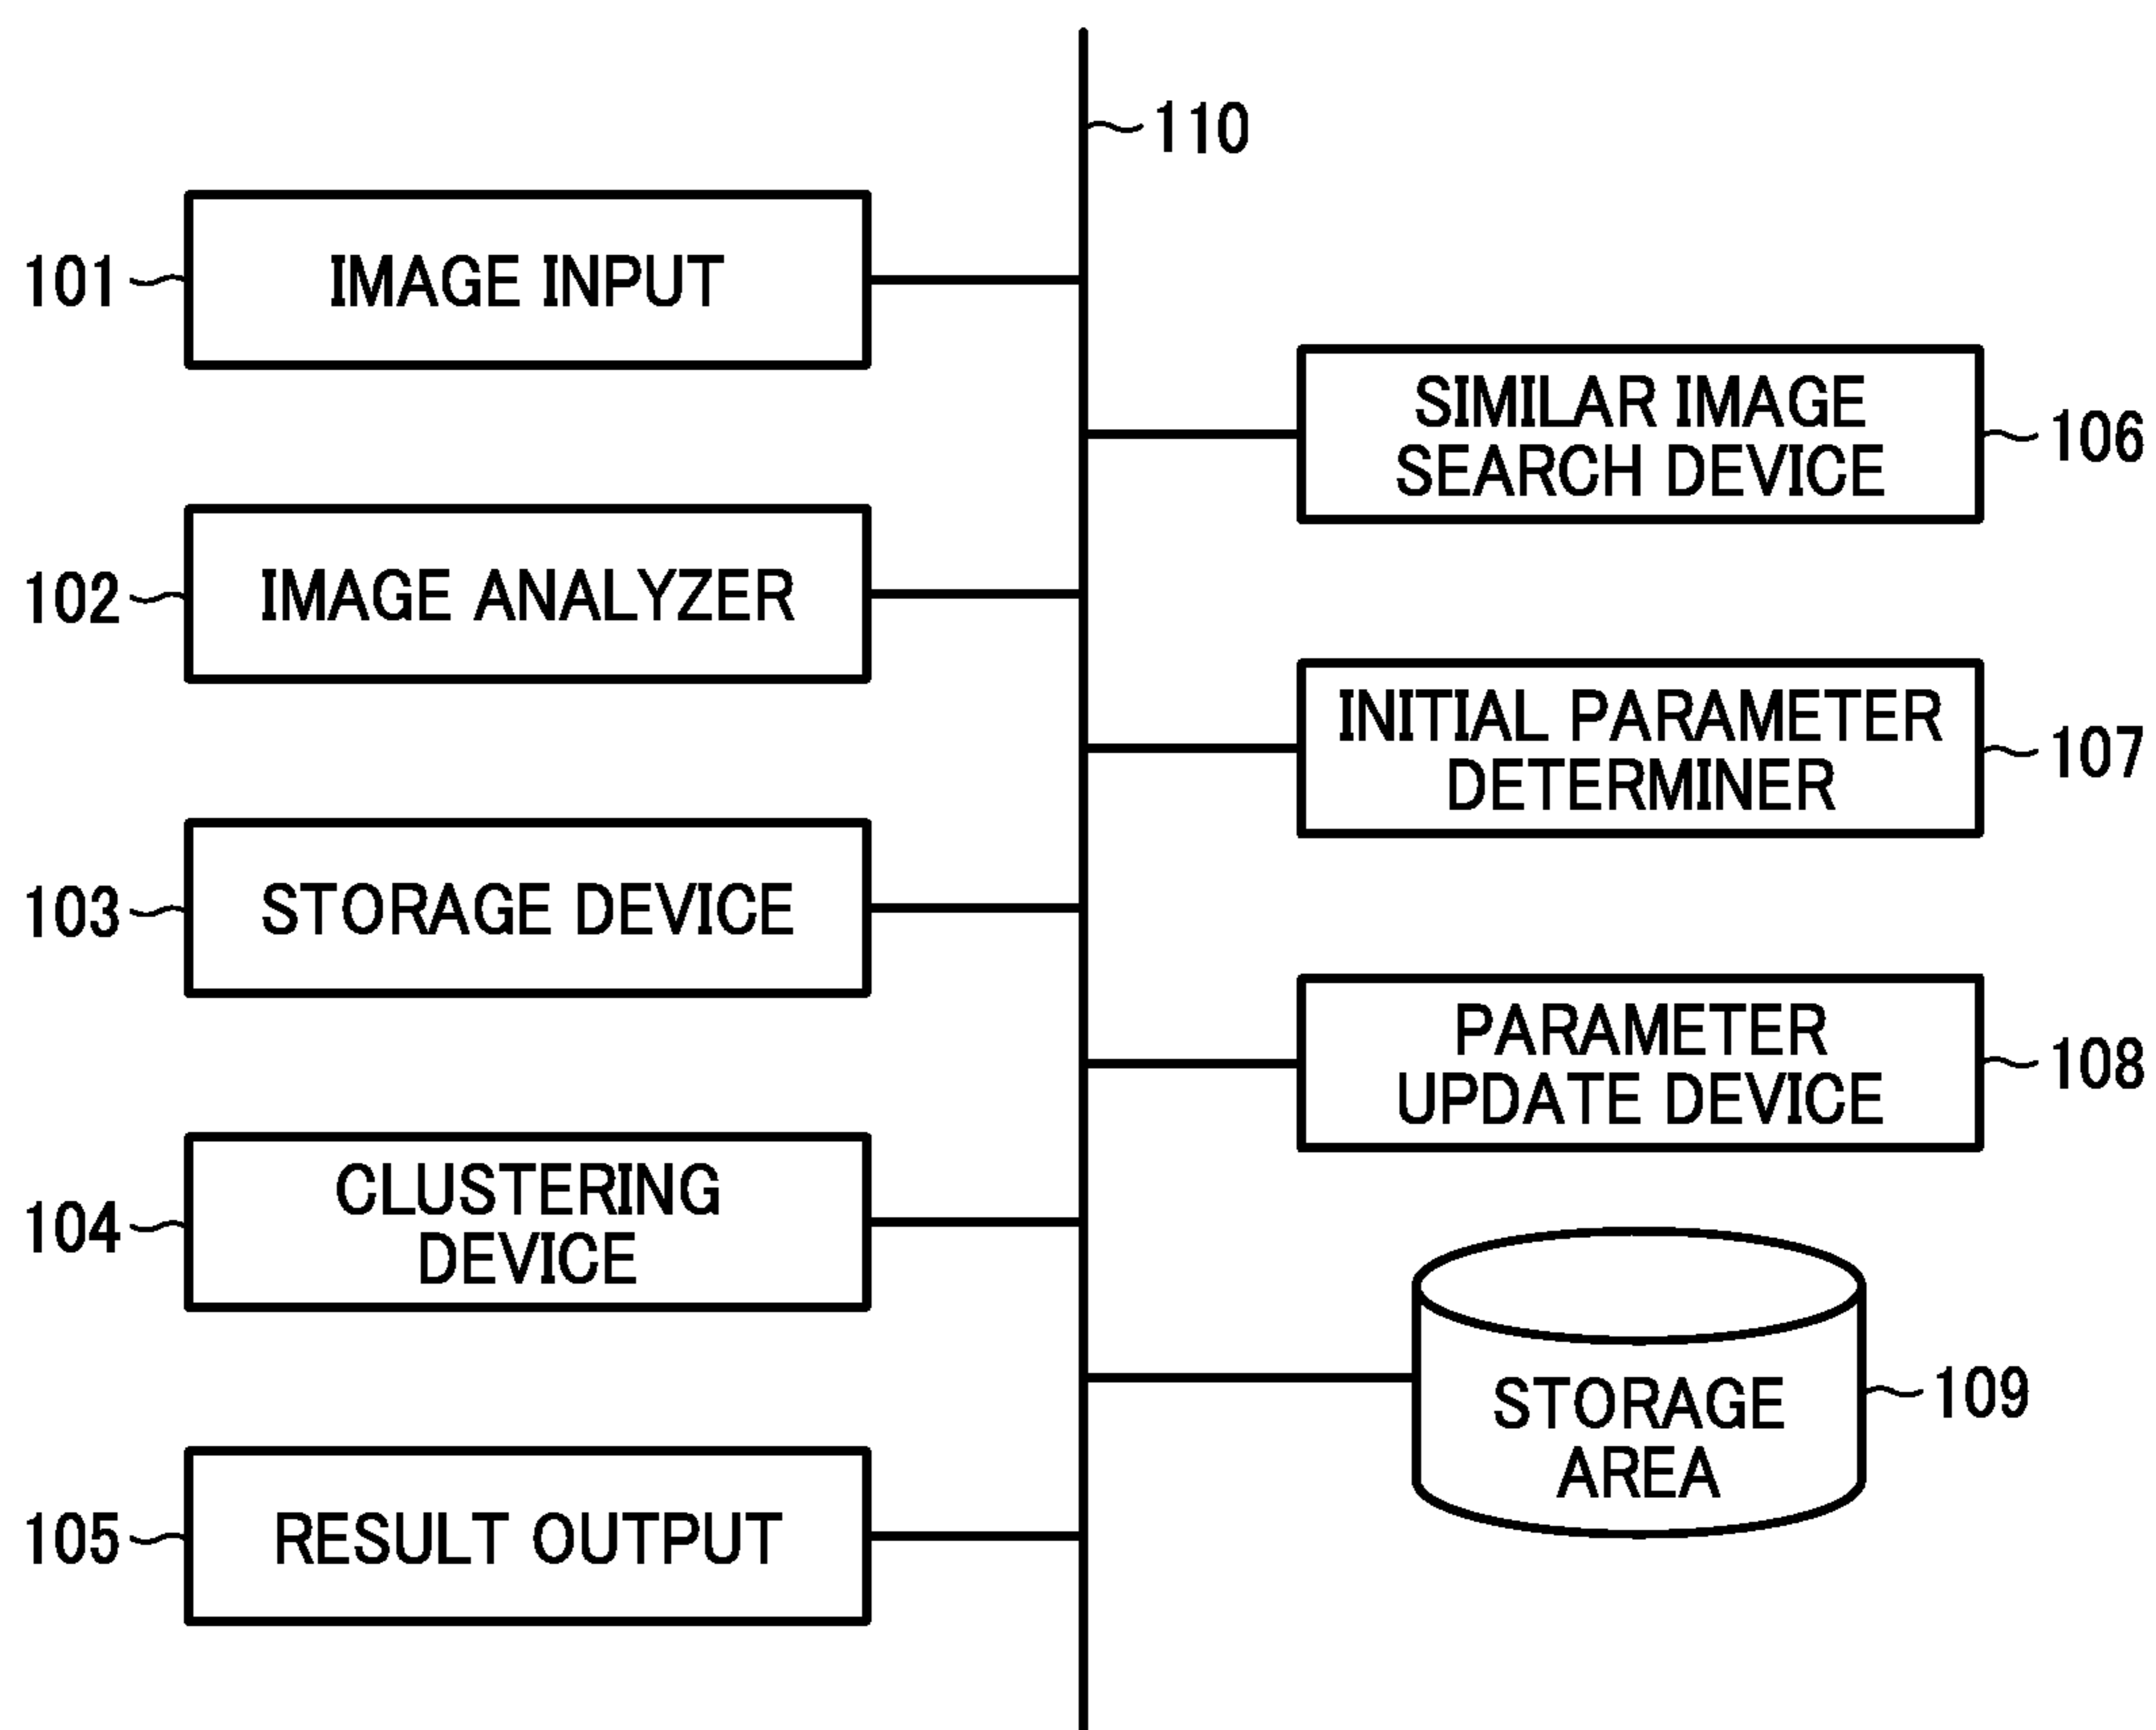 110
101
IMAGE INPUT
SIMILAR IMAGE
SEARCH DEVICE
106
102
IMAGE ANALYZER
INITIAL PARAMETER
DETERMINER
107
103
STORAGE DEVICE
PARAMETER
UPDATE DEVICE
108
104
CLUSTERING
DEVICE
STORAGE
AREA
109
105
RESULT OUTPUT